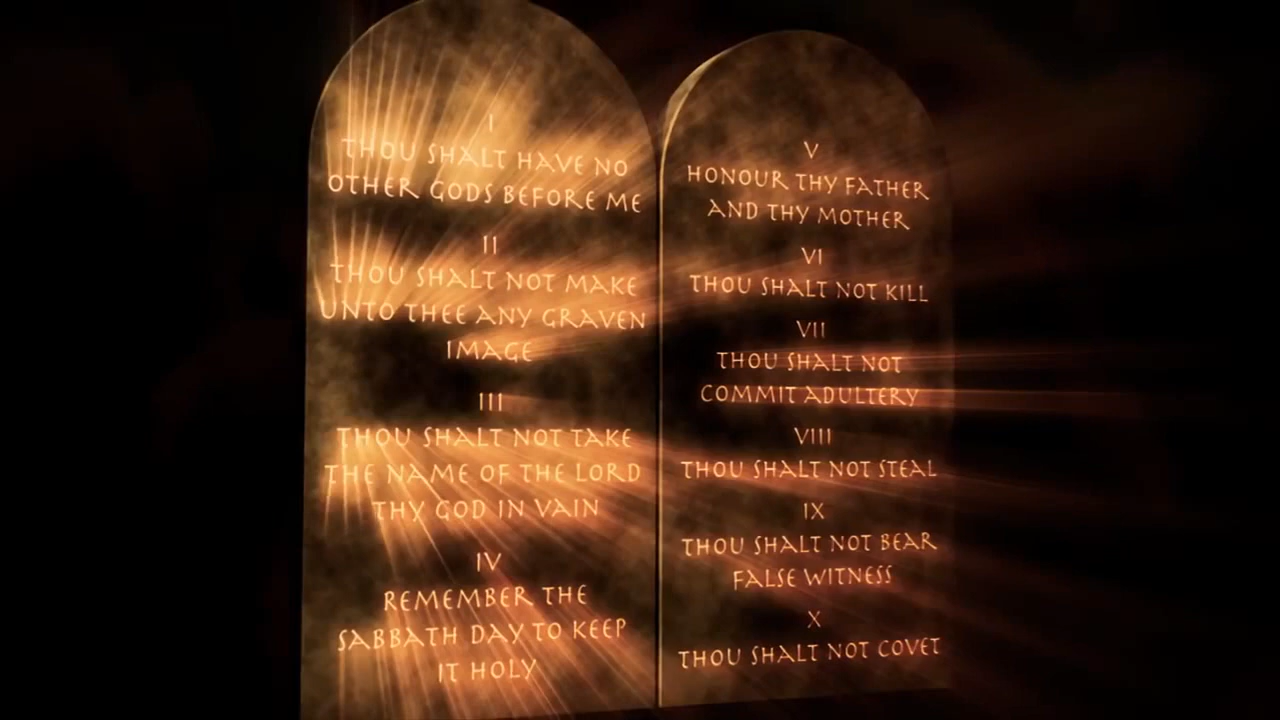 I
THOU SHALT HAVE NO
OTHER GODS BEFORE ME
II
THOU SHALT NOT MAKE
UNTO THEE ANY GRAVEN
IMAGE
III
THOU SHALT NOT TAKE
THE NAME OF THE LORD
THY GOD IN VAIN
IV
REMEMBER THE
SABBATH DAY TO KEEP
IT HOLY
V
HONOUR THY FATHER
AND THY MOTHER
VI
THOU SHALT NOT KILL
VII
THOU SHALT NOT
COMMIT ADULTERY
VIII
THOU SHALT NOT STEAL
IX
THOU SHALT NOT BEAR
FALSE WITNESS
X
THOU SHALT NOT COVET